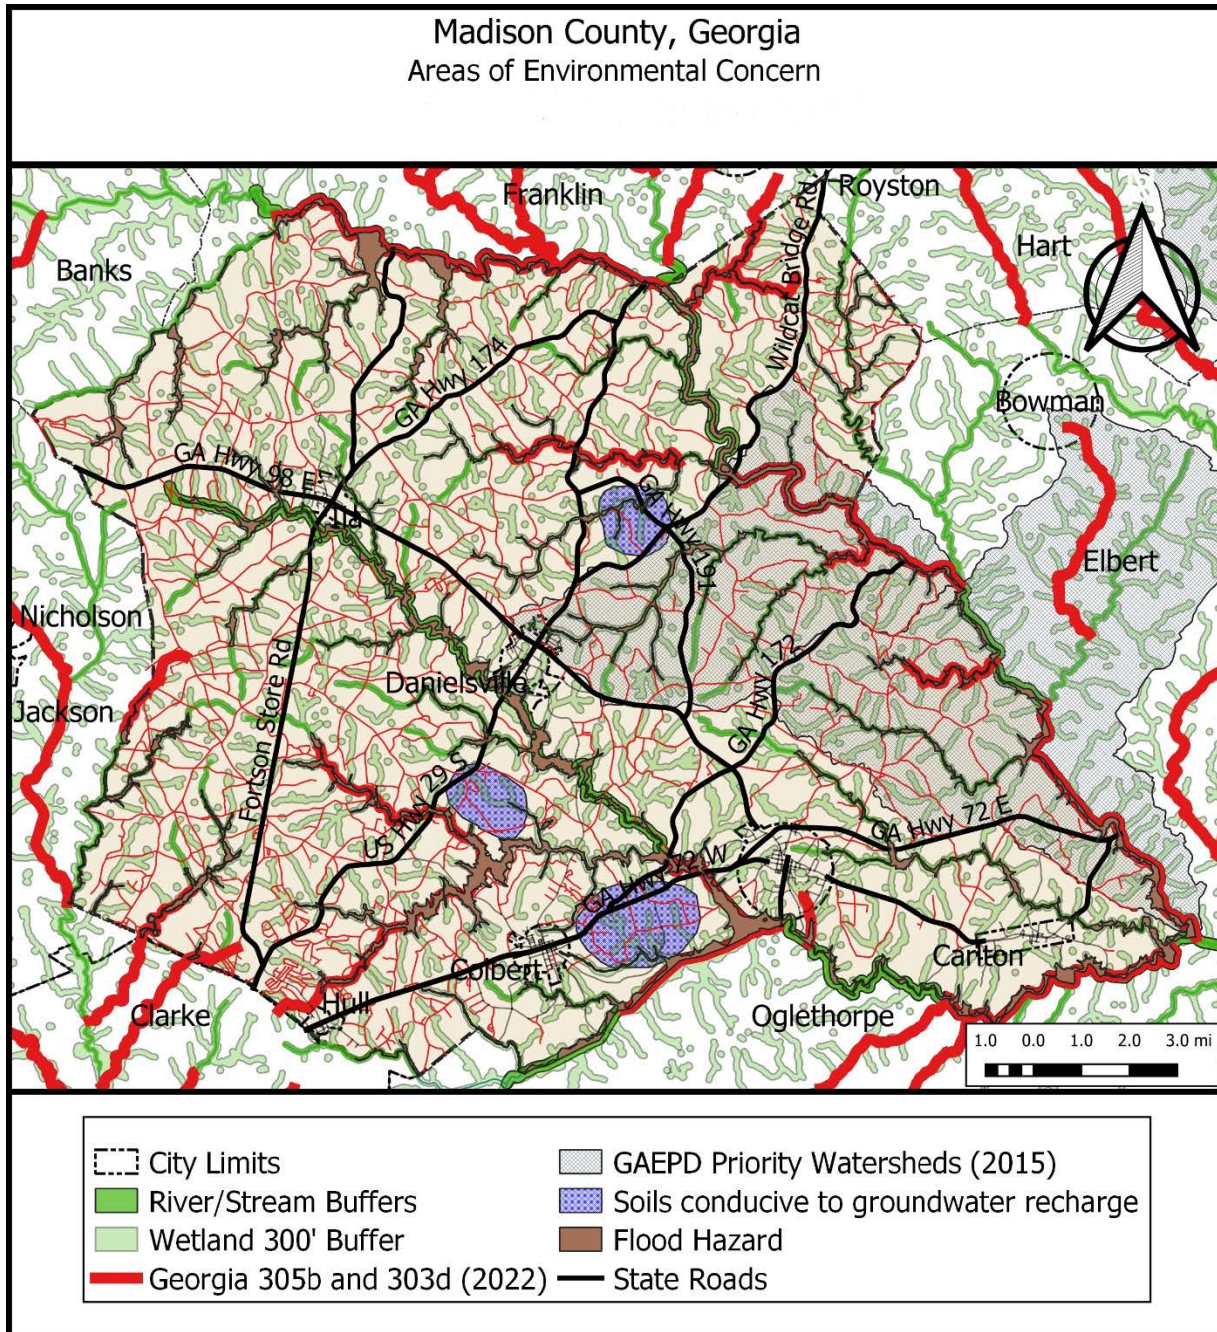 Madison County, Georgia
Areas of Environmental Concern
Franklin
Royston
Wildcat Bridge Rd
Hart
Banks
GA Hwy 174
Bowman
GA Hwy 98 E
Ila
GA Hwy 191
Elbert
Nicholson
Jackson
Danielsville
GA Hwy 172
Fortson Store Rd
US Hwy 29 S
GA Hwy 72 E
GA Hwy 72 W
Colbert
Carlton
Hull
Clarke
Oglethorpe
1.0 0.0 1.0 2.0 3.0 mi
City Limits
River/Stream Buffers
Wetland 300' Buffer
Georgia 305b and 303d (2022)
GAEPD Priority Watersheds (2015)
Soils conducive to groundwater recharge
Flood Hazard
State Roads